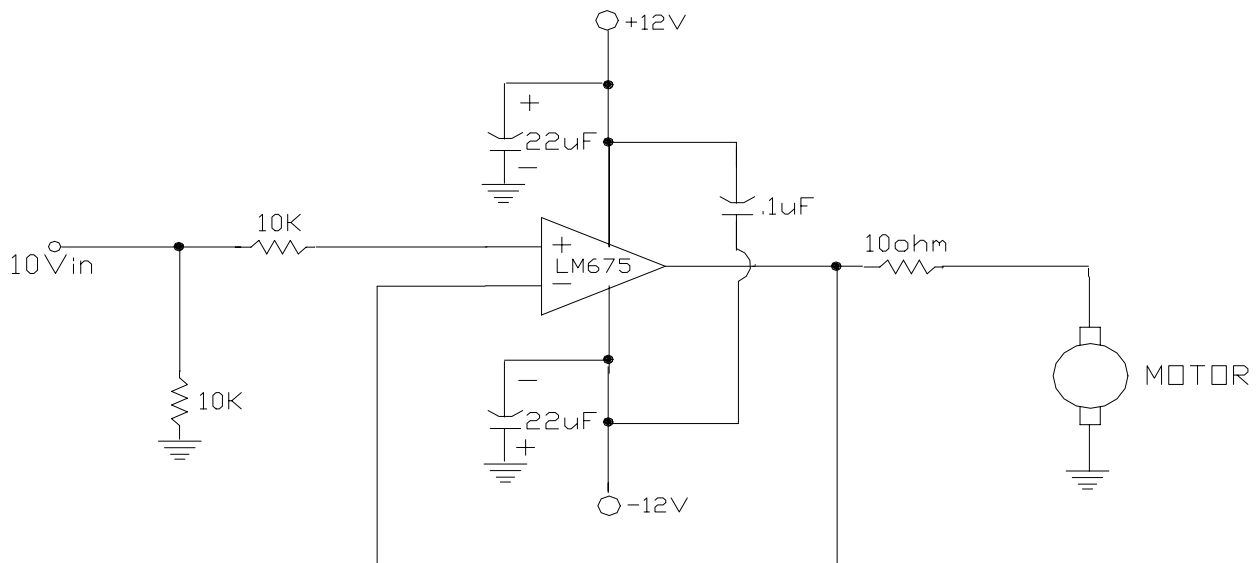 +12V
+
22uF
−
.1uF
10K
10Vin
+
LM675
−
10ohm
MOTOR
10K
−
22uF
+
-12V